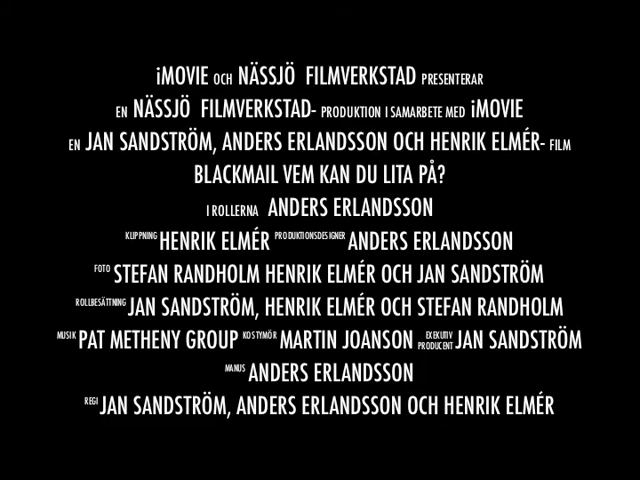 iMOVIE OCH NÄSSJÖ FILMVERKSTAD PRESENTERAR
EN NÄSSJÖ FILMVERKSTAD- PRODUKTION I SAMARBETE MED iMOVIE
EN JAN SANDSTRÖM, ANDERS ERLANDSSON OCH HENRIK ELMÉR- FILM
BLACKMAIL VEM KAN DU LITA PÅ?
I ROLLERNA ANDERS ERLANDSSON
KLIPPNING HENRIK ELMÉR PRODUKTIONSDESIGNER ANDERS ERLANDSSON
FOTO STEFAN RANDHOLM HENRIK ELMÉR OCH JAN SANDSTRÖM
ROLLBESÄTTNING JAN SANDSTRÖM, HENRIK ELMÉR OCH STEFAN RANDHOLM
MUSIK PAT METHENY GROUP KOSTYMÖR MARTIN JOANSON EXEKUTIV PRODUCENT JAN SANDSTRÖM
MANUS ANDERS ERLANDSSON
REGI JAN SANDSTRÖM, ANDERS ERLANDSSON OCH HENRIK ELMÉR